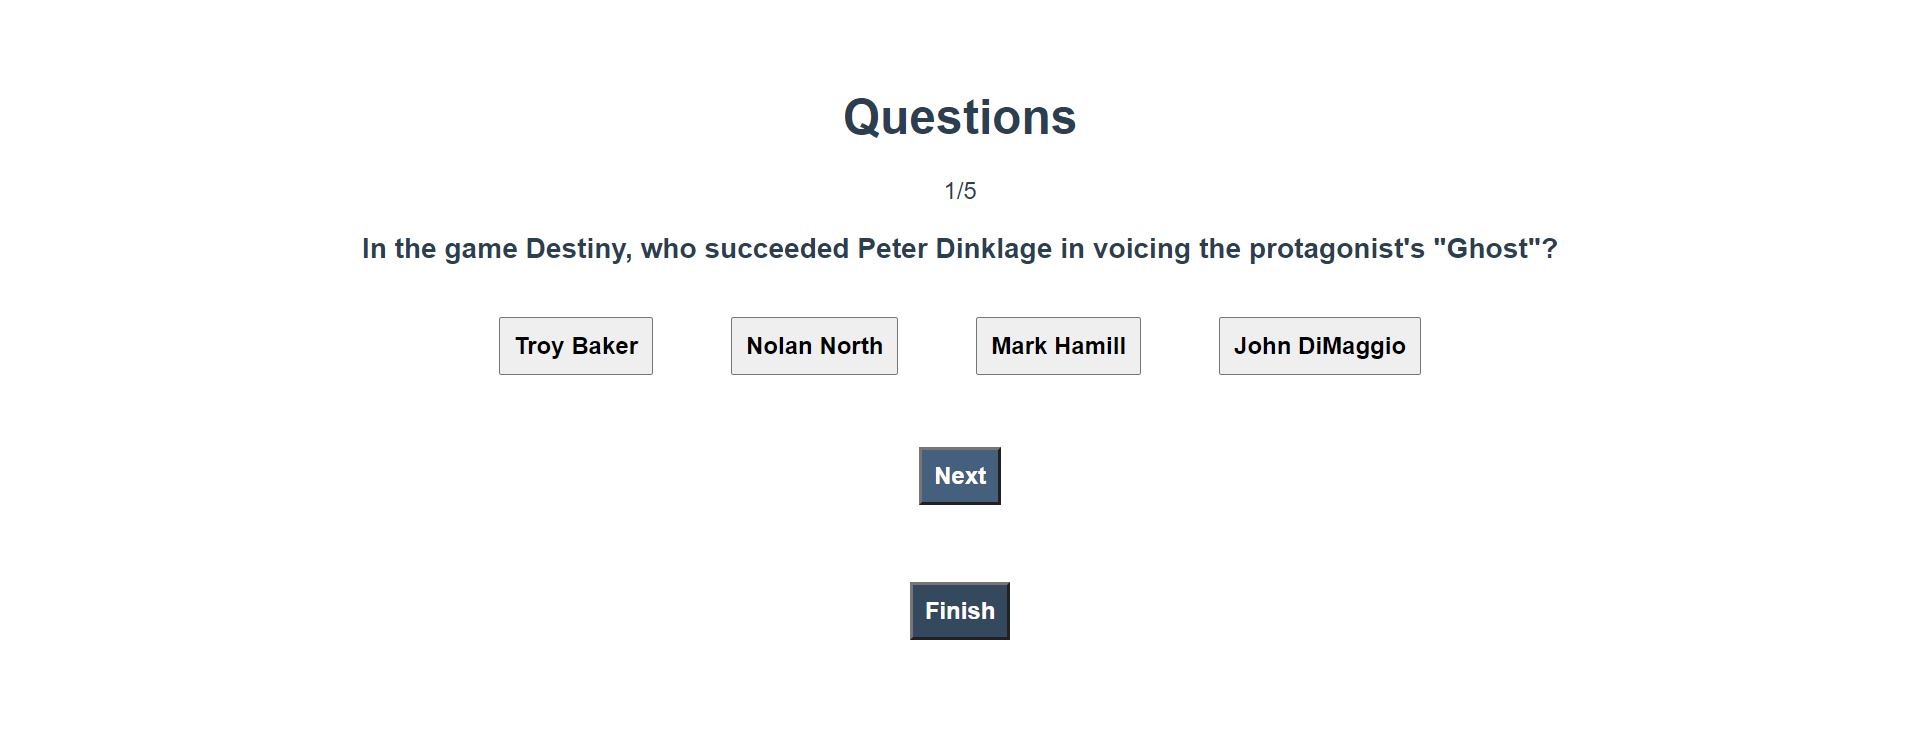 Questions
1/5
In the game Destiny, who succeeded Peter Dinklage in voicing the protagonist's "Ghost"?
Troy Baker Nolan North Mark Hamill John DiMaggio
Next
Finish